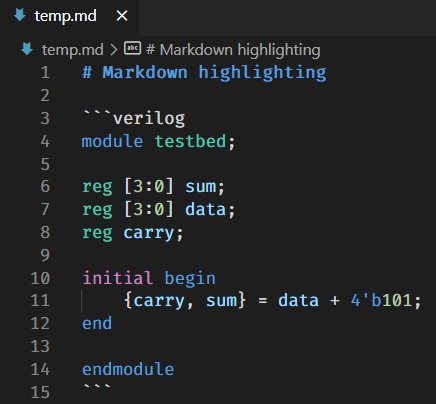 temp.md ×
temp.md > abc # Markdown highlighting
1 # Markdown highlighting
2
3 ```verilog
4 module testbed;
5
6 reg [3:0] sum;
7 reg [3:0] data;
8 reg carry;
9
10 initial begin
11     {carry, sum} = data + 4'b101;
12 end
13
14 endmodule
15 ```